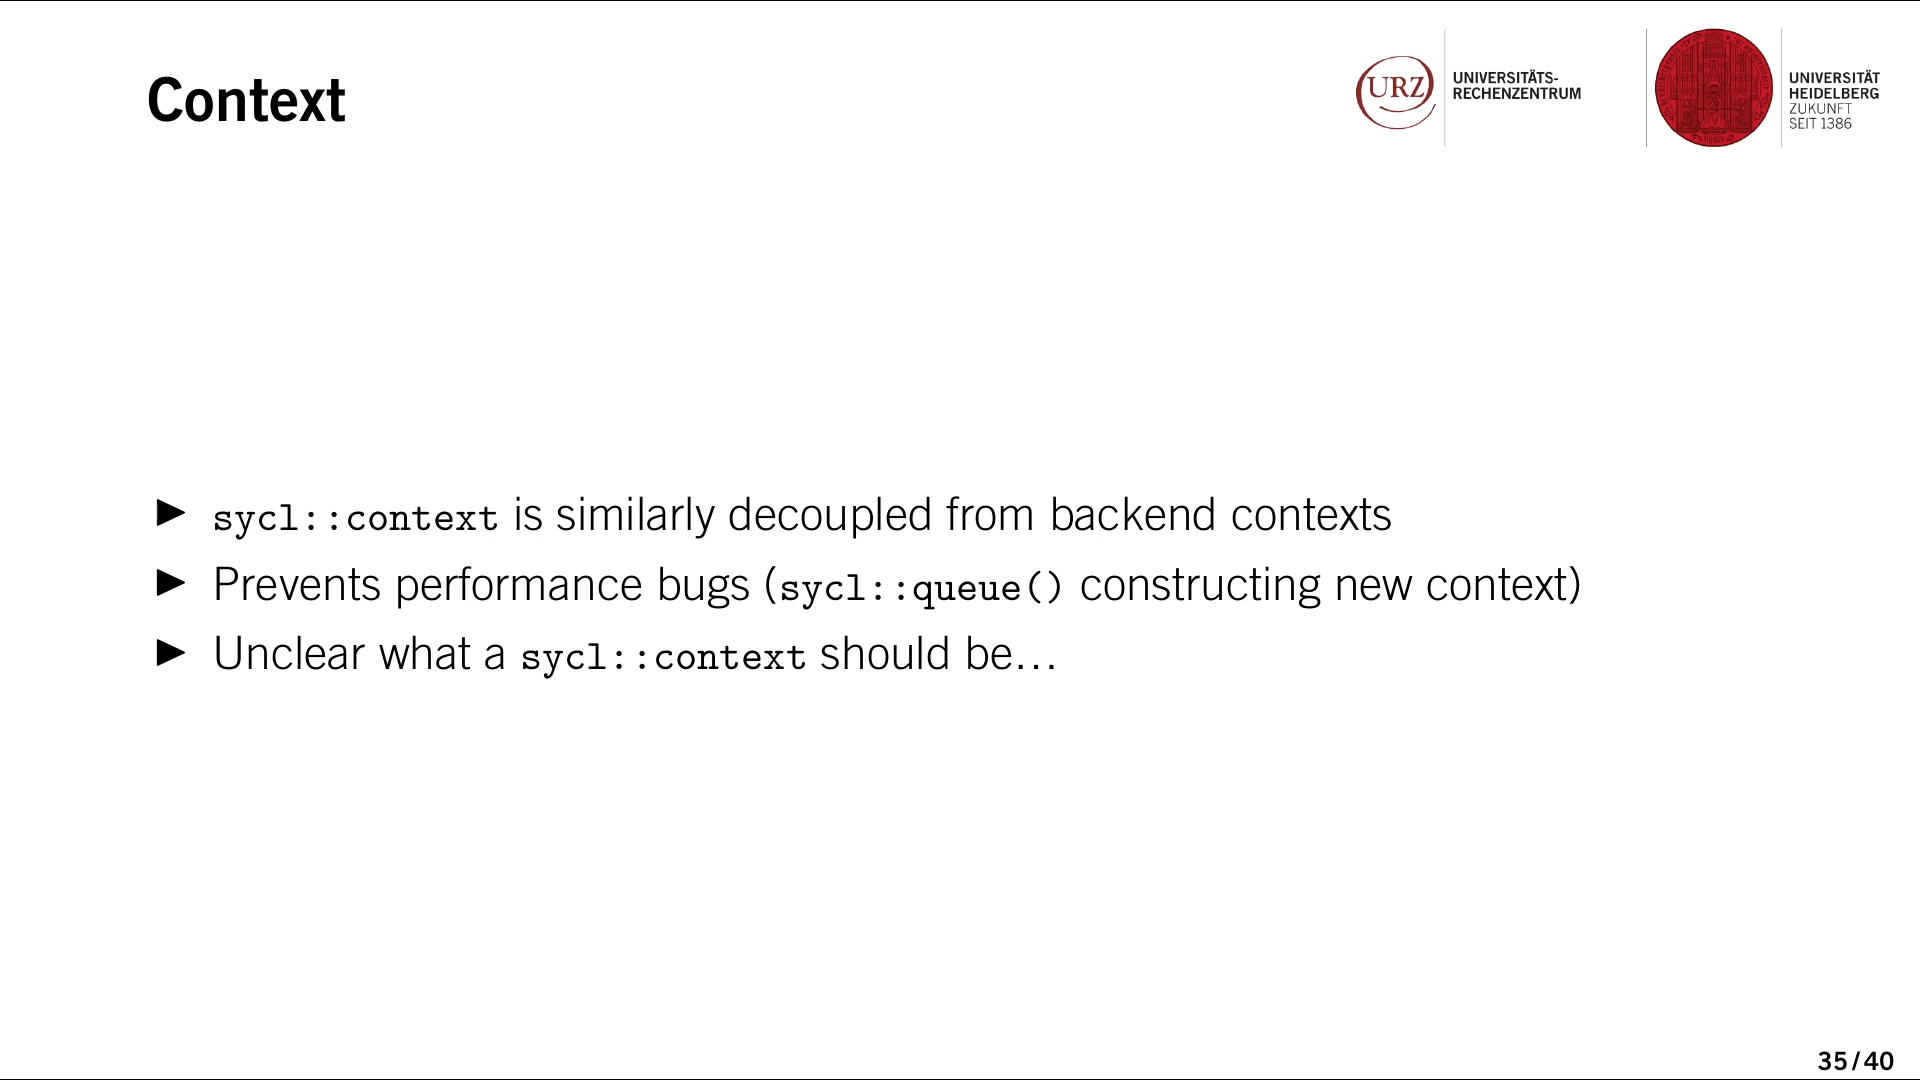 Context
URZ
UNIVERSITÄTS-
RECHENZENTRUM
UNIVERSITÄT
HEIDELBERG
ZUKUNFT
SEIT 1386
▶ sycl::context is similarly decoupled from backend contexts
▶ Prevents performance bugs (sycl::queue() constructing new context)
▶ Unclear what a sycl::context should be…
35/40